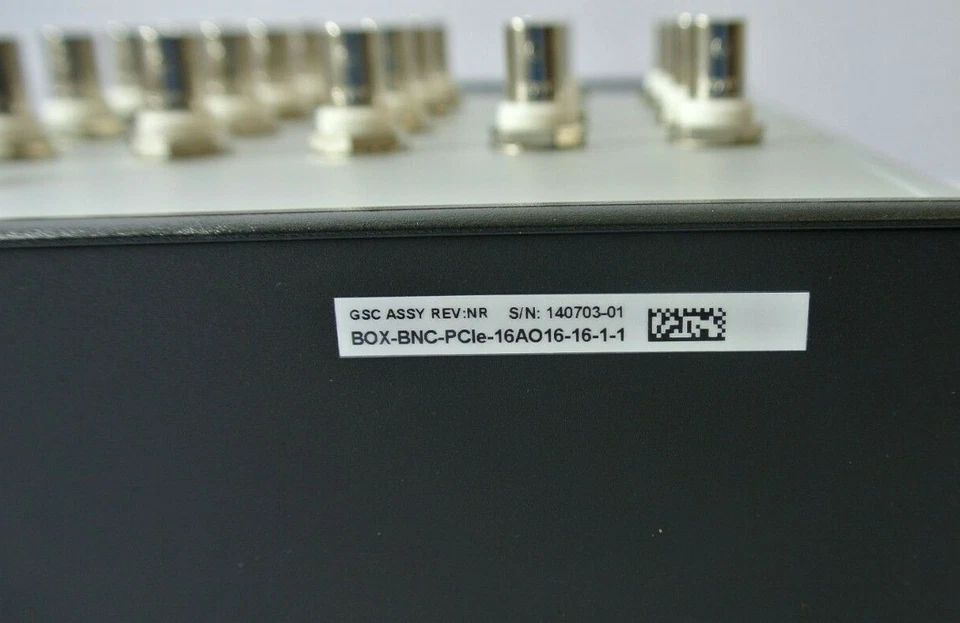 GSC ASSY REV:NR S/N: 140703-01
BOX-BNC-PCIe-16AO16-16-1-1